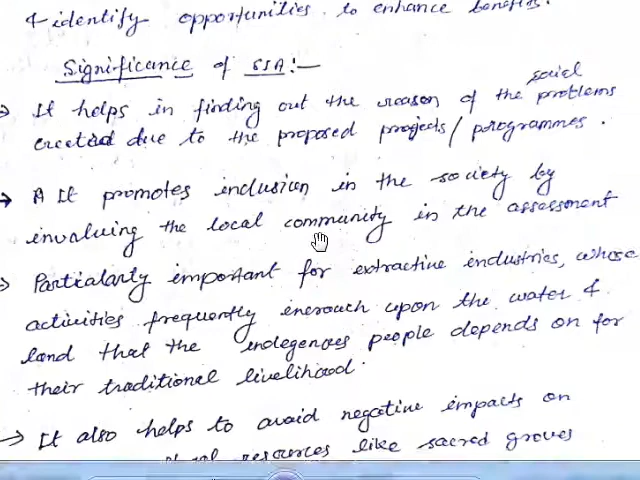 & identify opportunities to enhance benefits.
Significance of SIA:—
→ It helps in finding out the reason of the social problems
created due to the proposed projects/programmes.
→ A It promotes inclusion in the society by
involving the local community in the assessment
→ Particularly important for extractive industries, whose
activities frequently encroach upon the water &
land that the indegenoes people depends on for
their traditional livelihood.
→ It also helps to avoid negative impacts on
resources like sacred groves